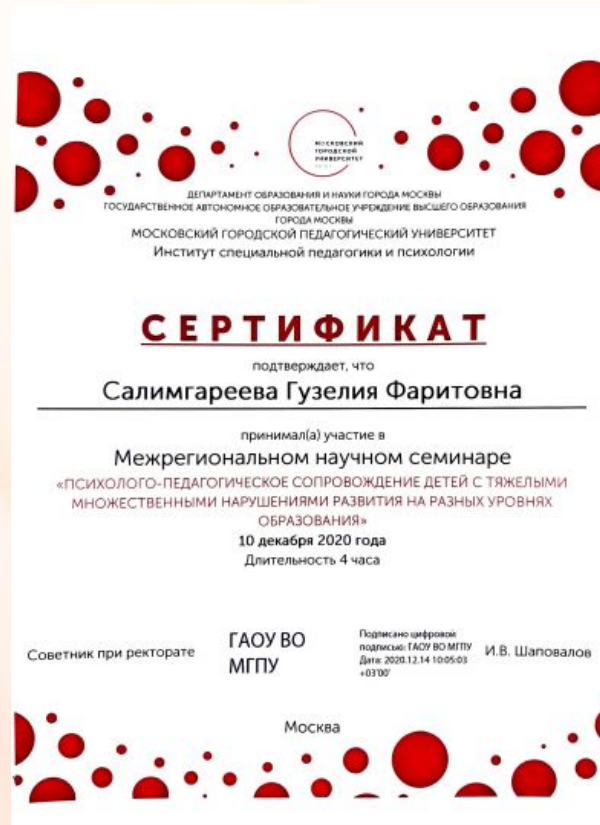 МОСКОВСКИЙ
ГОРОДСКОЙ
УНИВЕРСИТЕТ
ДЕПАРТАМЕНТ ОБРАЗОВАНИЯ И НАУКИ ГОРОДА МОСКВЫ
ГОСУДАРСТВЕННОЕ АВТОНОМНОЕ ОБРАЗОВАТЕЛЬНОЕ УЧРЕЖДЕНИЕ ВЫСШЕГО ОБРАЗОВАНИЯ
ГОРОДА МОСКВЫ
МОСКОВСКИЙ ГОРОДСКОЙ ПЕДАГОГИЧЕСКИЙ УНИВЕРСИТЕТ
Институт специальной педагогики и психологии
СЕРТИФИКАТ
подтверждает, что
Салимгареева Гузелия Фаритовна
принимал(а) участие в
Межрегиональном научном семинаре
«ПСИХОЛОГО-ПЕДАГОГИЧЕСКОЕ СОПРОВОЖДЕНИЕ ДЕТЕЙ С ТЯЖЕЛЫМИ
МНОЖЕСТВЕННЫМИ НАРУШЕНИЯМИ РАЗВИТИЯ НА РАЗНЫХ УРОВНЯХ
ОБРАЗОВАНИЯ»
10 декабря 2020 года
Длительность 4 часа
Советник при ректорате
ГАОУ ВО
МГПУ
Подписано цифровой
подписью: ГАОУ ВО МГПУ
Дата: 2020.12.14 10:05:03
+03'00'
И.В. Шаповалов
Москва